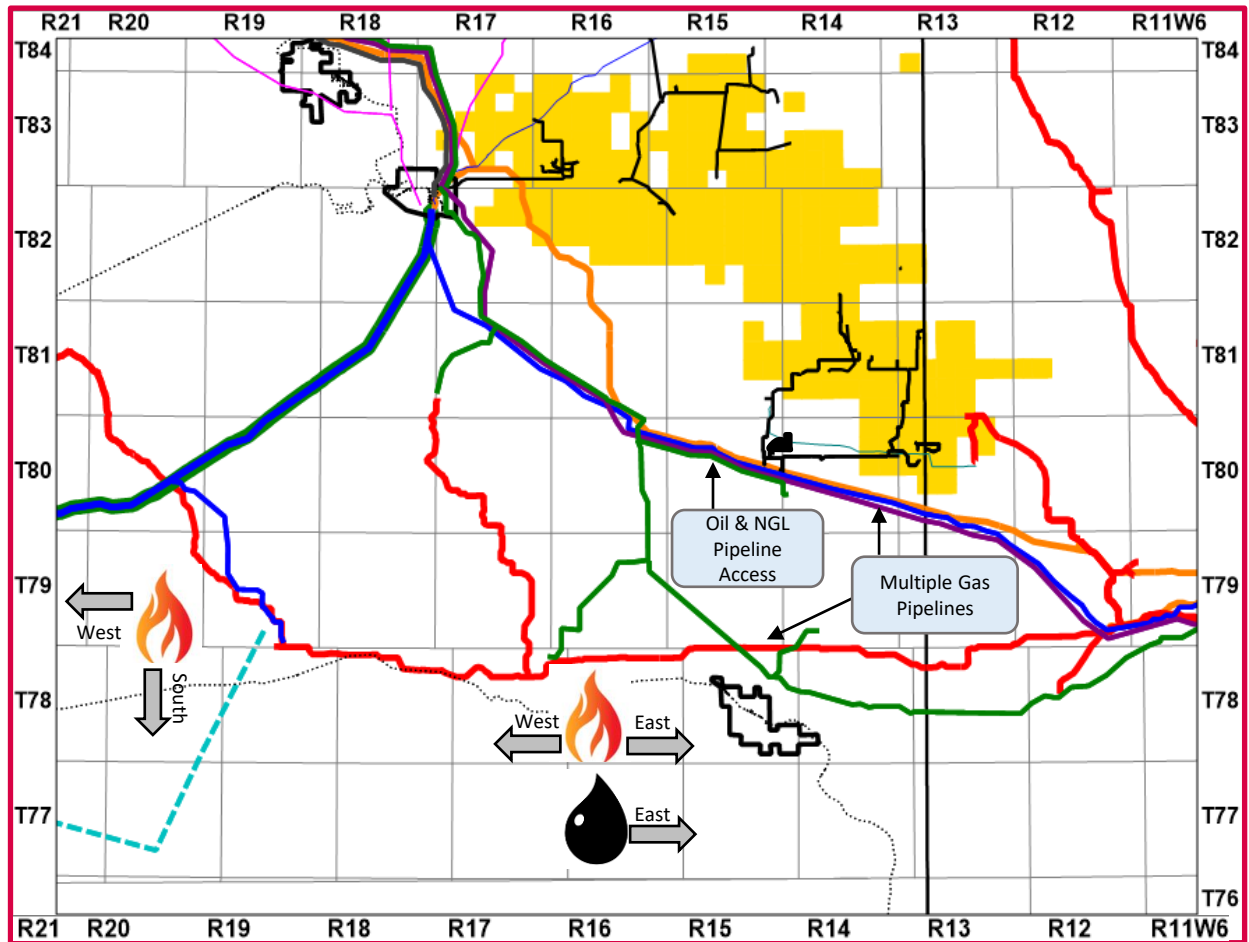 R21 R20 R19 R18 R17 R16 R15 R14 R13 R12 R11W6
T84 T84
T83 T83
T82 T82
T81 T81
T80 T80
Oil & NGL
Pipeline
Access
Multiple Gas
Pipelines
T79 T79
West
South
T78 T78
West East
East
T77 T77
T76
R21 R20 R19 R18 R17 R16 R15 R14 R13 R12 R11W6